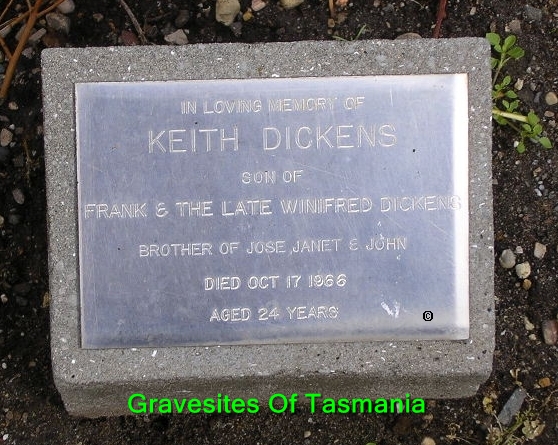 IN LOVING MEMORY OF
KEITH DICKENS
SON OF
FRANK & THE LATE WINIFRED DICKENS
BROTHER OF JOSE, JANET & JOHN
DIED OCT 17 1966
AGED 24 YEARS
©
Gravesites Of Tasmania